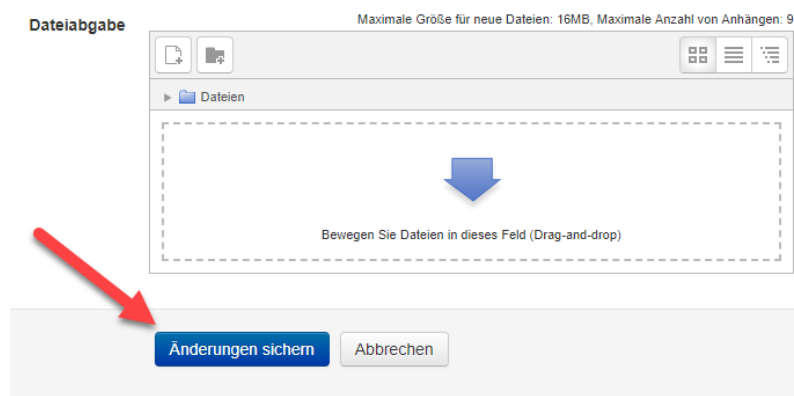 Dateiabgabe
Maximale Größe für neue Dateien: 16MB, Maximale Anzahl von Anhängen: 9
Dateien
Bewegen Sie Dateien in dieses Feld (Drag-and-drop)
Änderungen sichern
Abbrechen